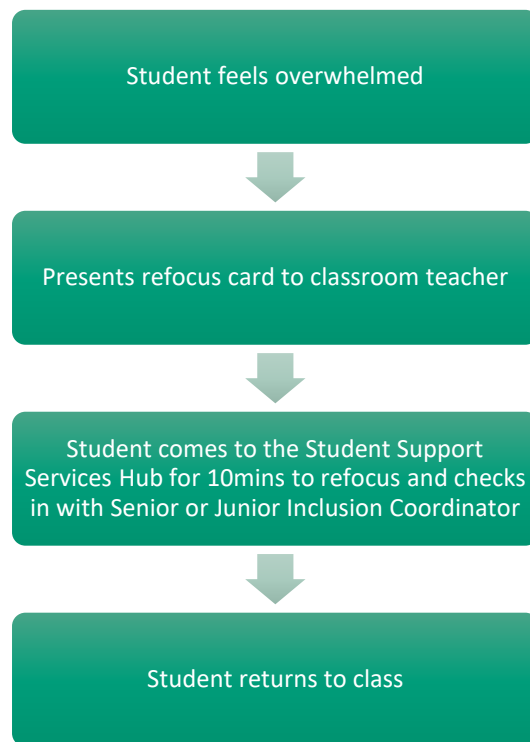 Student feels overwhelmed
Presents refocus card to classroom teacher
Student comes to the Student Support
Services Hub for 10mins to refocus and checks
in with Senior or Junior Inclusion Coordinator
Student returns to class